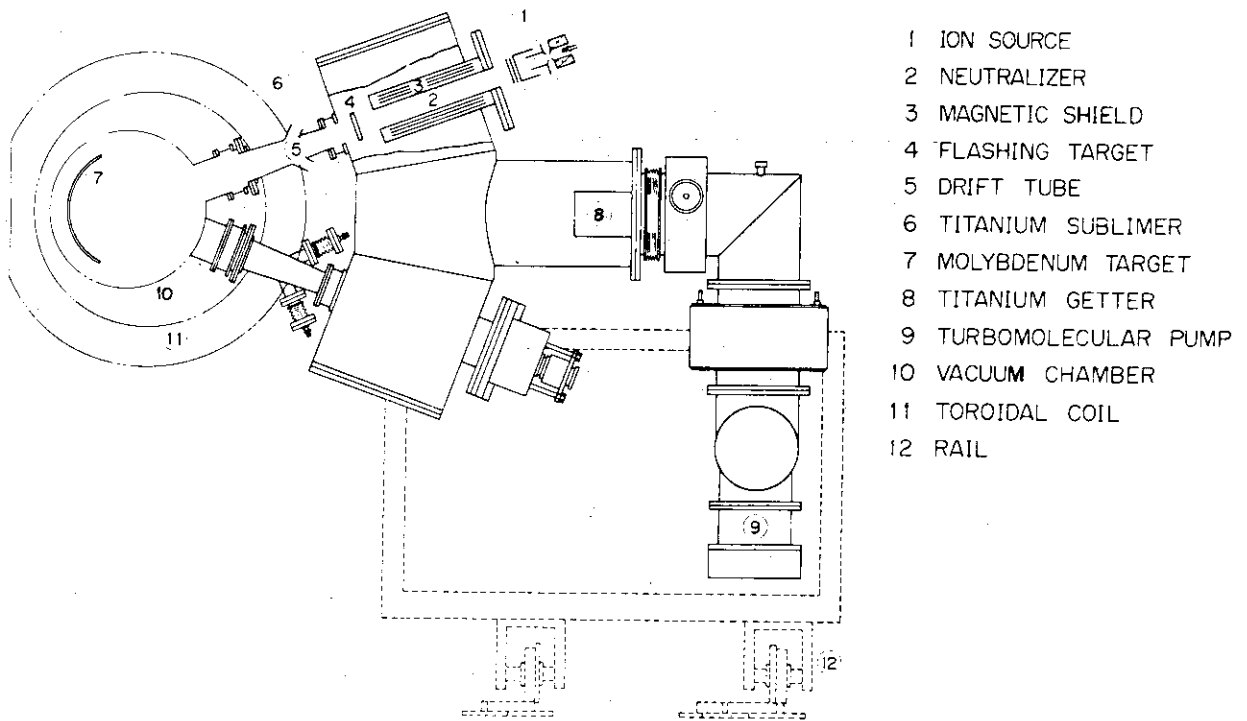 1 ION SOURCE
2 NEUTRALIZER
3 MAGNETIC SHIELD
4 FLASHING TARGET
5 DRIFT TUBE
6 TITANIUM SUBLIMER
7 MOLYBDENUM TARGET
8 TITANIUM GETTER
9 TURBOMOLECULAR PUMP
10 VACUUM CHAMBER
11 TOROIDAL COIL
12 RAIL
1
6
3
4
2
5
7
8
10
11
9
12